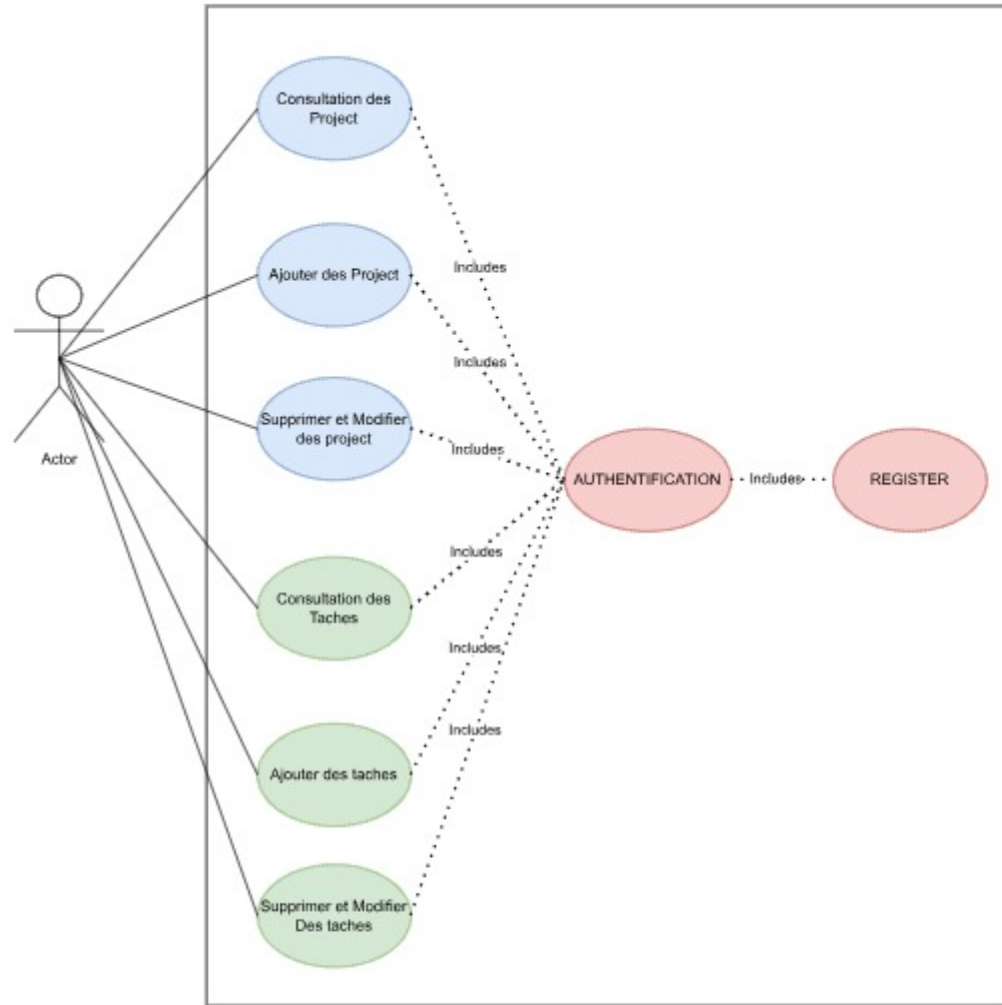 Consultation des
Project
Ajouter des Project
Includes
Includes
Supprimer et Modifier
des project
Includes
Actor
AUTHENTIFICATION
Includes
REGISTER
Includes
Consultation des
Taches
Includes
Ajouter des taches
Includes
Supprimer et Modifier
Des taches